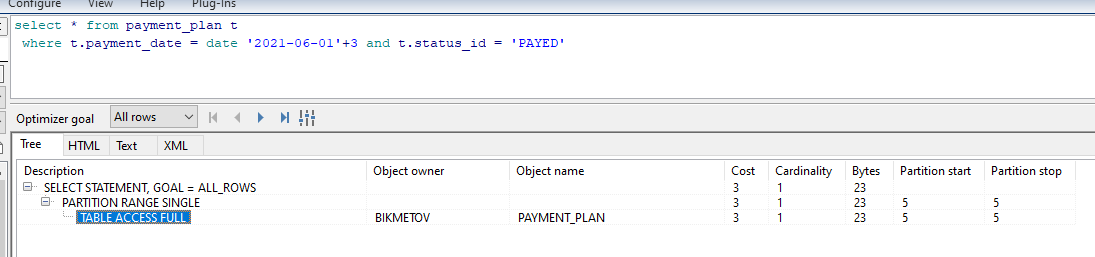 Configure Window Help Plug-Ins
select * from payment_plan t
where t.payment_date = date '2021-06-01'+3 and t.status_id = 'PAYED'
Optimizer goal All rows
Tree HTML Text XML
Description Object owner Object name Cost Cardinality Bytes Partition start Partition stop
SELECT STATEMENT, GOAL = ALL_ROWS 3 1 23
PARTITION RANGE SINGLE 3 1 23 5 5
TABLE ACCESS FULL BIKMETOV PAYMENT_PLAN 3 1 23 5 5